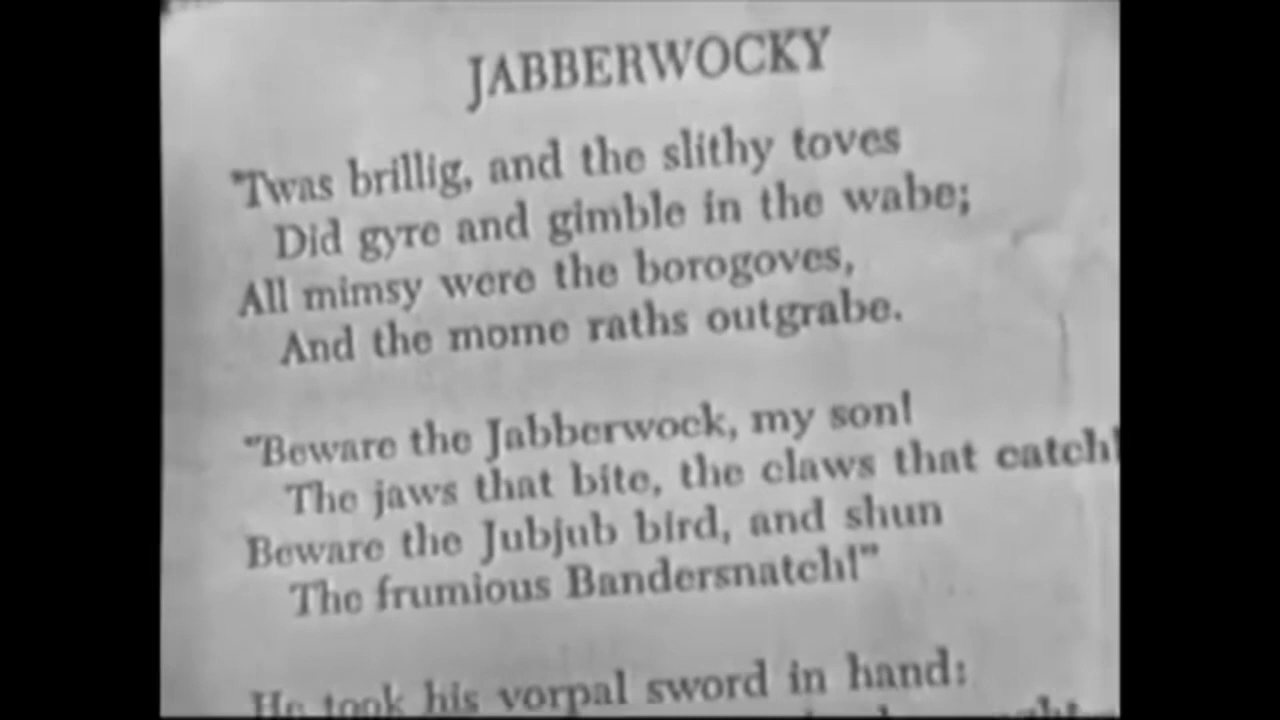 JABBERWOCKY
"Twas brillig, and the slithy toves
Did gyre and gimble in the wabe;
All mimsy were the borogoves,
And the mome raths outgrabe.
"Beware the Jabberwock, my son!
The jaws that bite, the claws that catch!
Beware the Jubjub bird, and shun
The frumious Bandersnatch!"
He took his vorpal sword in hand: